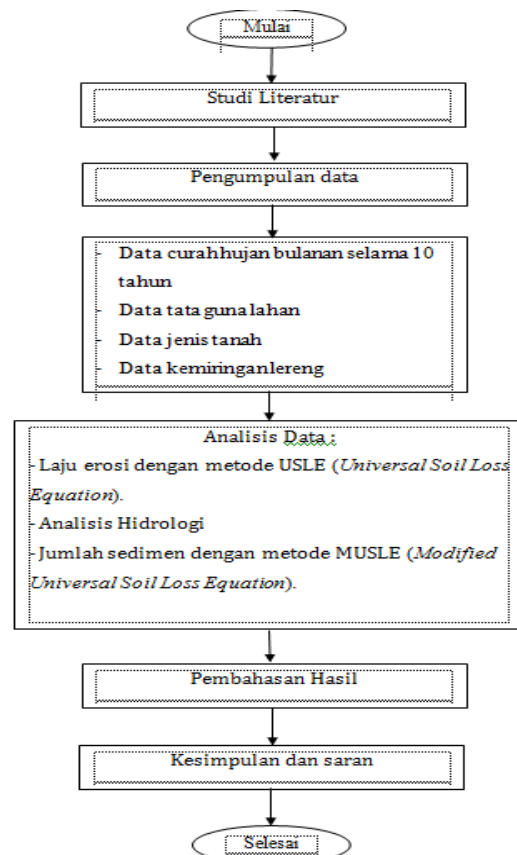 Mulai
Studi Literatur
Pengumpulan data
- Data curahhujan bulanan selama 10
tahun
- Data tata guna lahan
- Data jenis tanah
- Data kemiringanlereng
Analisis Data :
- Laju erosi dengan metode USLE (Universal Soil Loss
Equation).
- Analisis Hidrologi
- Jumlah sedimen dengan metode MUSLE (Modified
Universal Soil Loss Equation).
Pembahasan Hasil
Kesimpulan dan saran
Selesai